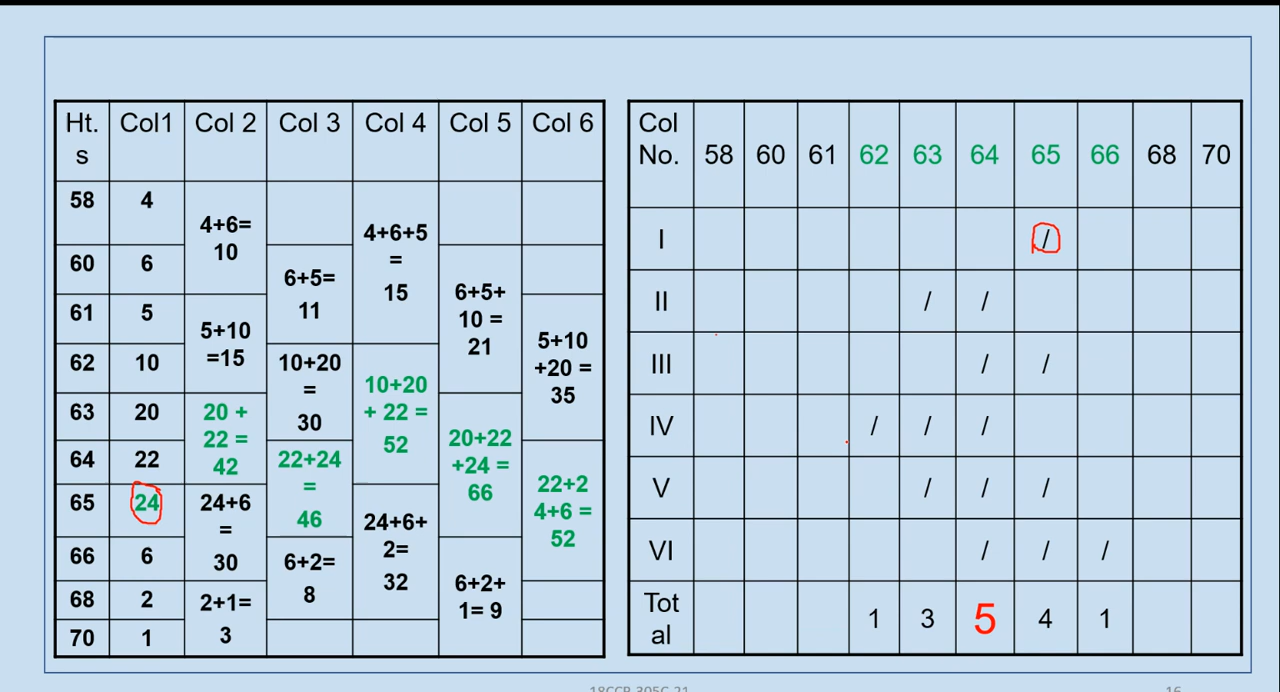 Ht.
s
Col1
Col 2
Col 3
Col 4
Col 5
Col 6
58
4
4+6=
10
4+6+5
=
15
60
6
6+5=
11
6+5+
10 =
21
61
5
5+10
=15
5+10
+20 =
35
62
10
10+20
=
30
10+20
+ 22 =
52
63
20
20 +
22 =
42
20+22
+24 =
66
64
22
22+24
=
46
22+2
4+6 =
52
65
24
24+6
=
30
24+6+
2=
32
66
6
6+2=
8
6+2+
1= 9
68
2
2+1=
3
70
1
Col
No.
58 60 61 62 63 64 65 66 68 70
I /
II / /
III / /
IV / / /
V / / /
VI / / /
Tot
al
1 3 5 4 1
18CCP-305C-21
16